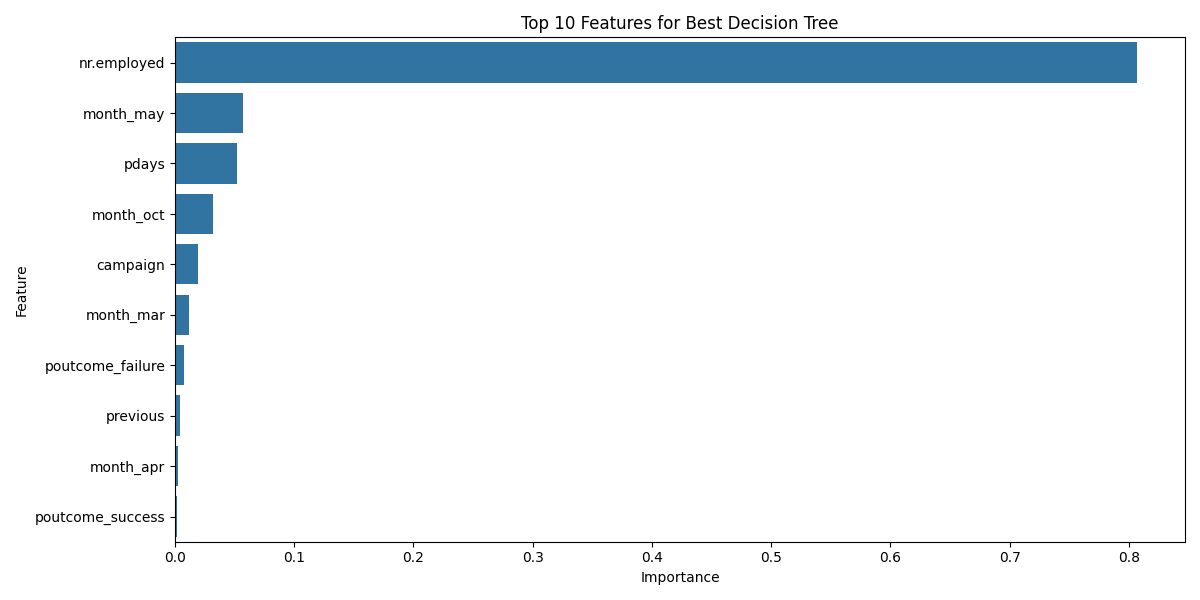 Top 10 Features for Best Decision Tree
nr.employed
month_may
pdays
month_oct
campaign
month_mar
poutcome_failure
previous
month_apr
poutcome_success
Feature
0.0 0.1 0.2 0.3 0.4 0.5 0.6 0.7 0.8
Importance